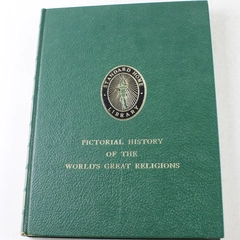 STANDARD HOME
LIBRARY
PICTORIAL HISTORY
OF THE
WORLD'S GREAT RELIGIONS